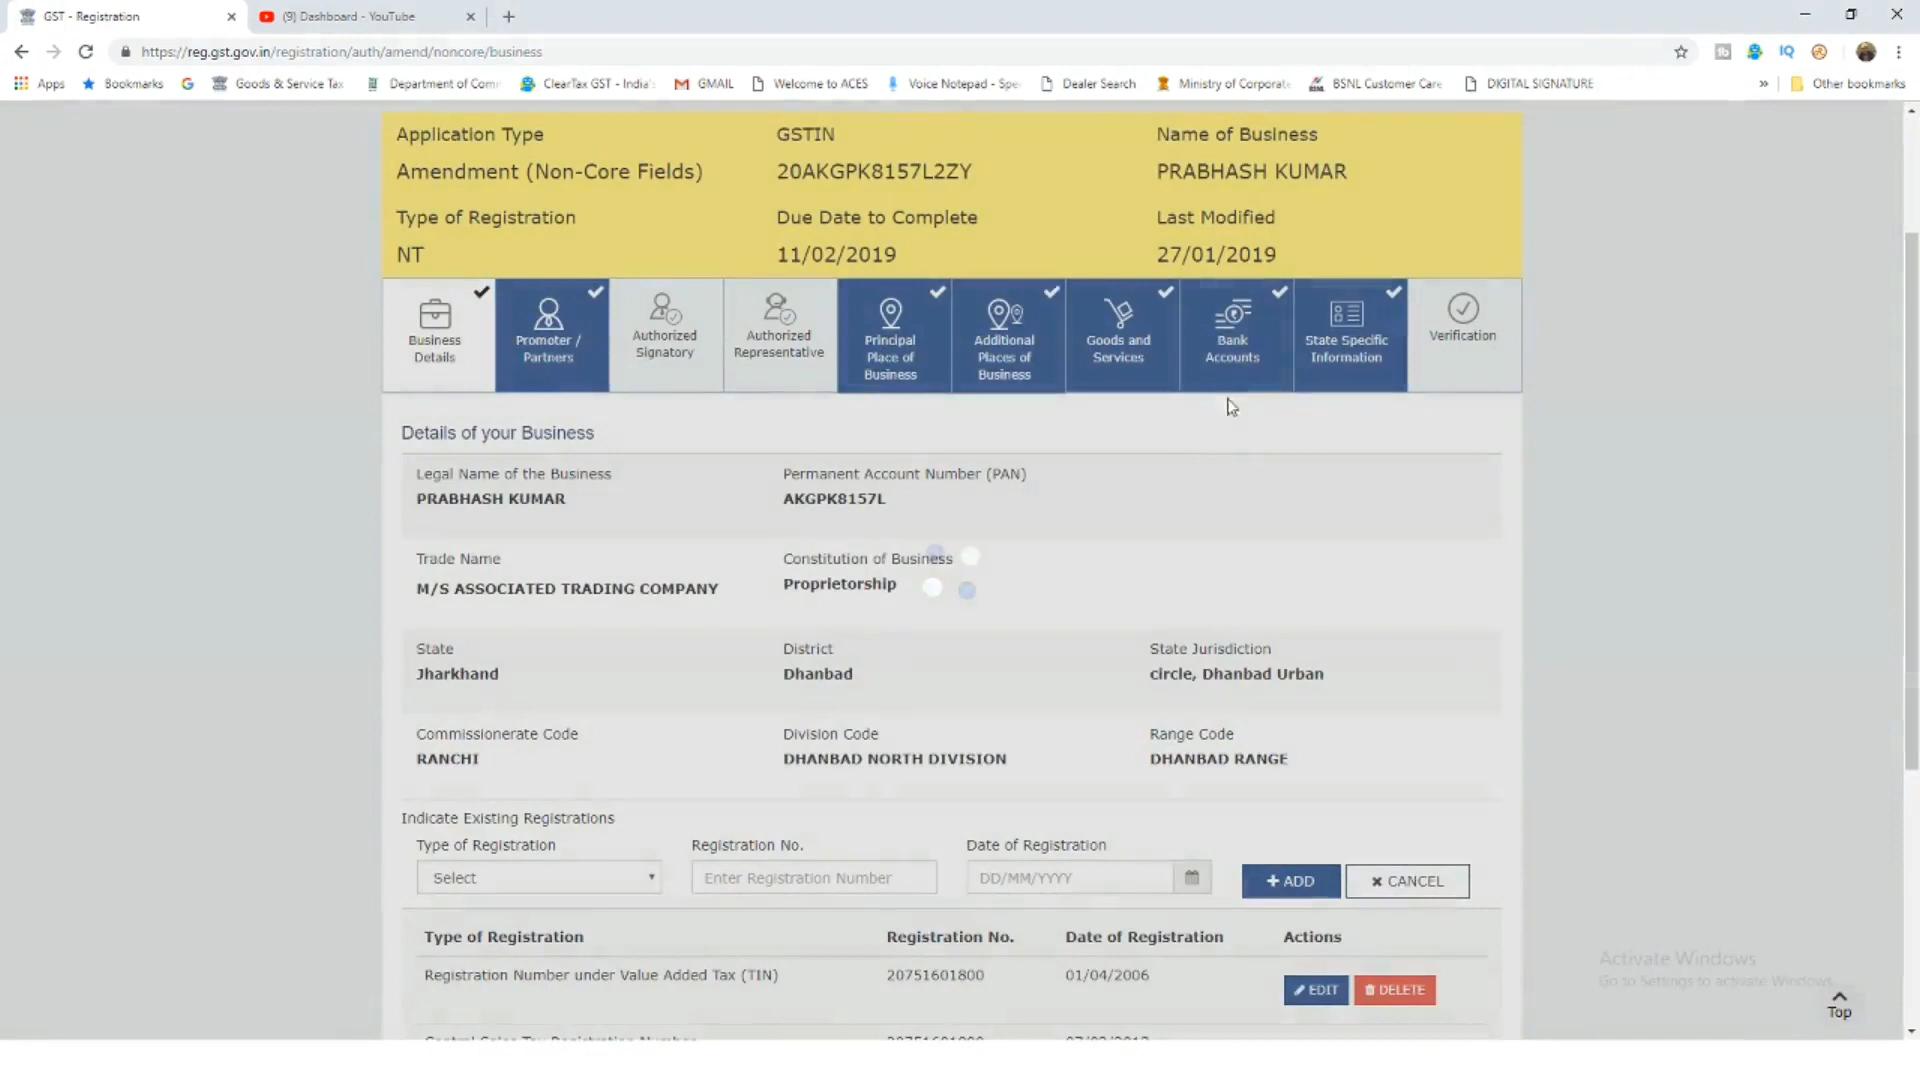 GST - Registration
(9) Dashboard - YouTube
https://reg.gst.gov.in/registration/auth/amend/noncore/business
Apps Bookmarks Goods & Service Tax Department of Com ClearTax GST - India's GMAIL Welcome to ACES Voice Notepad - Spe Dealer Search Ministry of Corporate BSNL Customer Care DIGITAL SIGNATURE » Other bookmarks
Application Type GSTIN Name of Business
Amendment (Non-Core Fields) 20AKGPK8157L2ZY PRABHASH KUMAR
Type of Registration Due Date to Complete Last Modified
NT 11/02/2019 27/01/2019
Business Details
Promoter / Partners
Authorized Signatory
Authorized Representative
Principal Place of Business
Additional Places of Business
Goods and Services
Bank Accounts
State Specific Information
Verification
Details of your Business
Legal Name of the Business Permanent Account Number (PAN)
PRABHASH KUMAR AKGPK8157L
Trade Name Constitution of Business
M/S ASSOCIATED TRADING COMPANY Proprietorship
State District State Jurisdiction
Jharkhand Dhanbad circle, Dhanbad Urban
Commissionerate Code Division Code Range Code
RANCHI DHANBAD NORTH DIVISION DHANBAD RANGE
Indicate Existing Registrations
Type of Registration Registration No. Date of Registration
Select Enter Registration Number DD/MM/YYYY + ADD CANCEL
Type of Registration Registration No. Date of Registration Actions
Registration Number under Value Added Tax (TIN) 20751601800 01/04/2006 EDIT DELETE
Activate Windows
Go to Settings to activate Windows.
Top